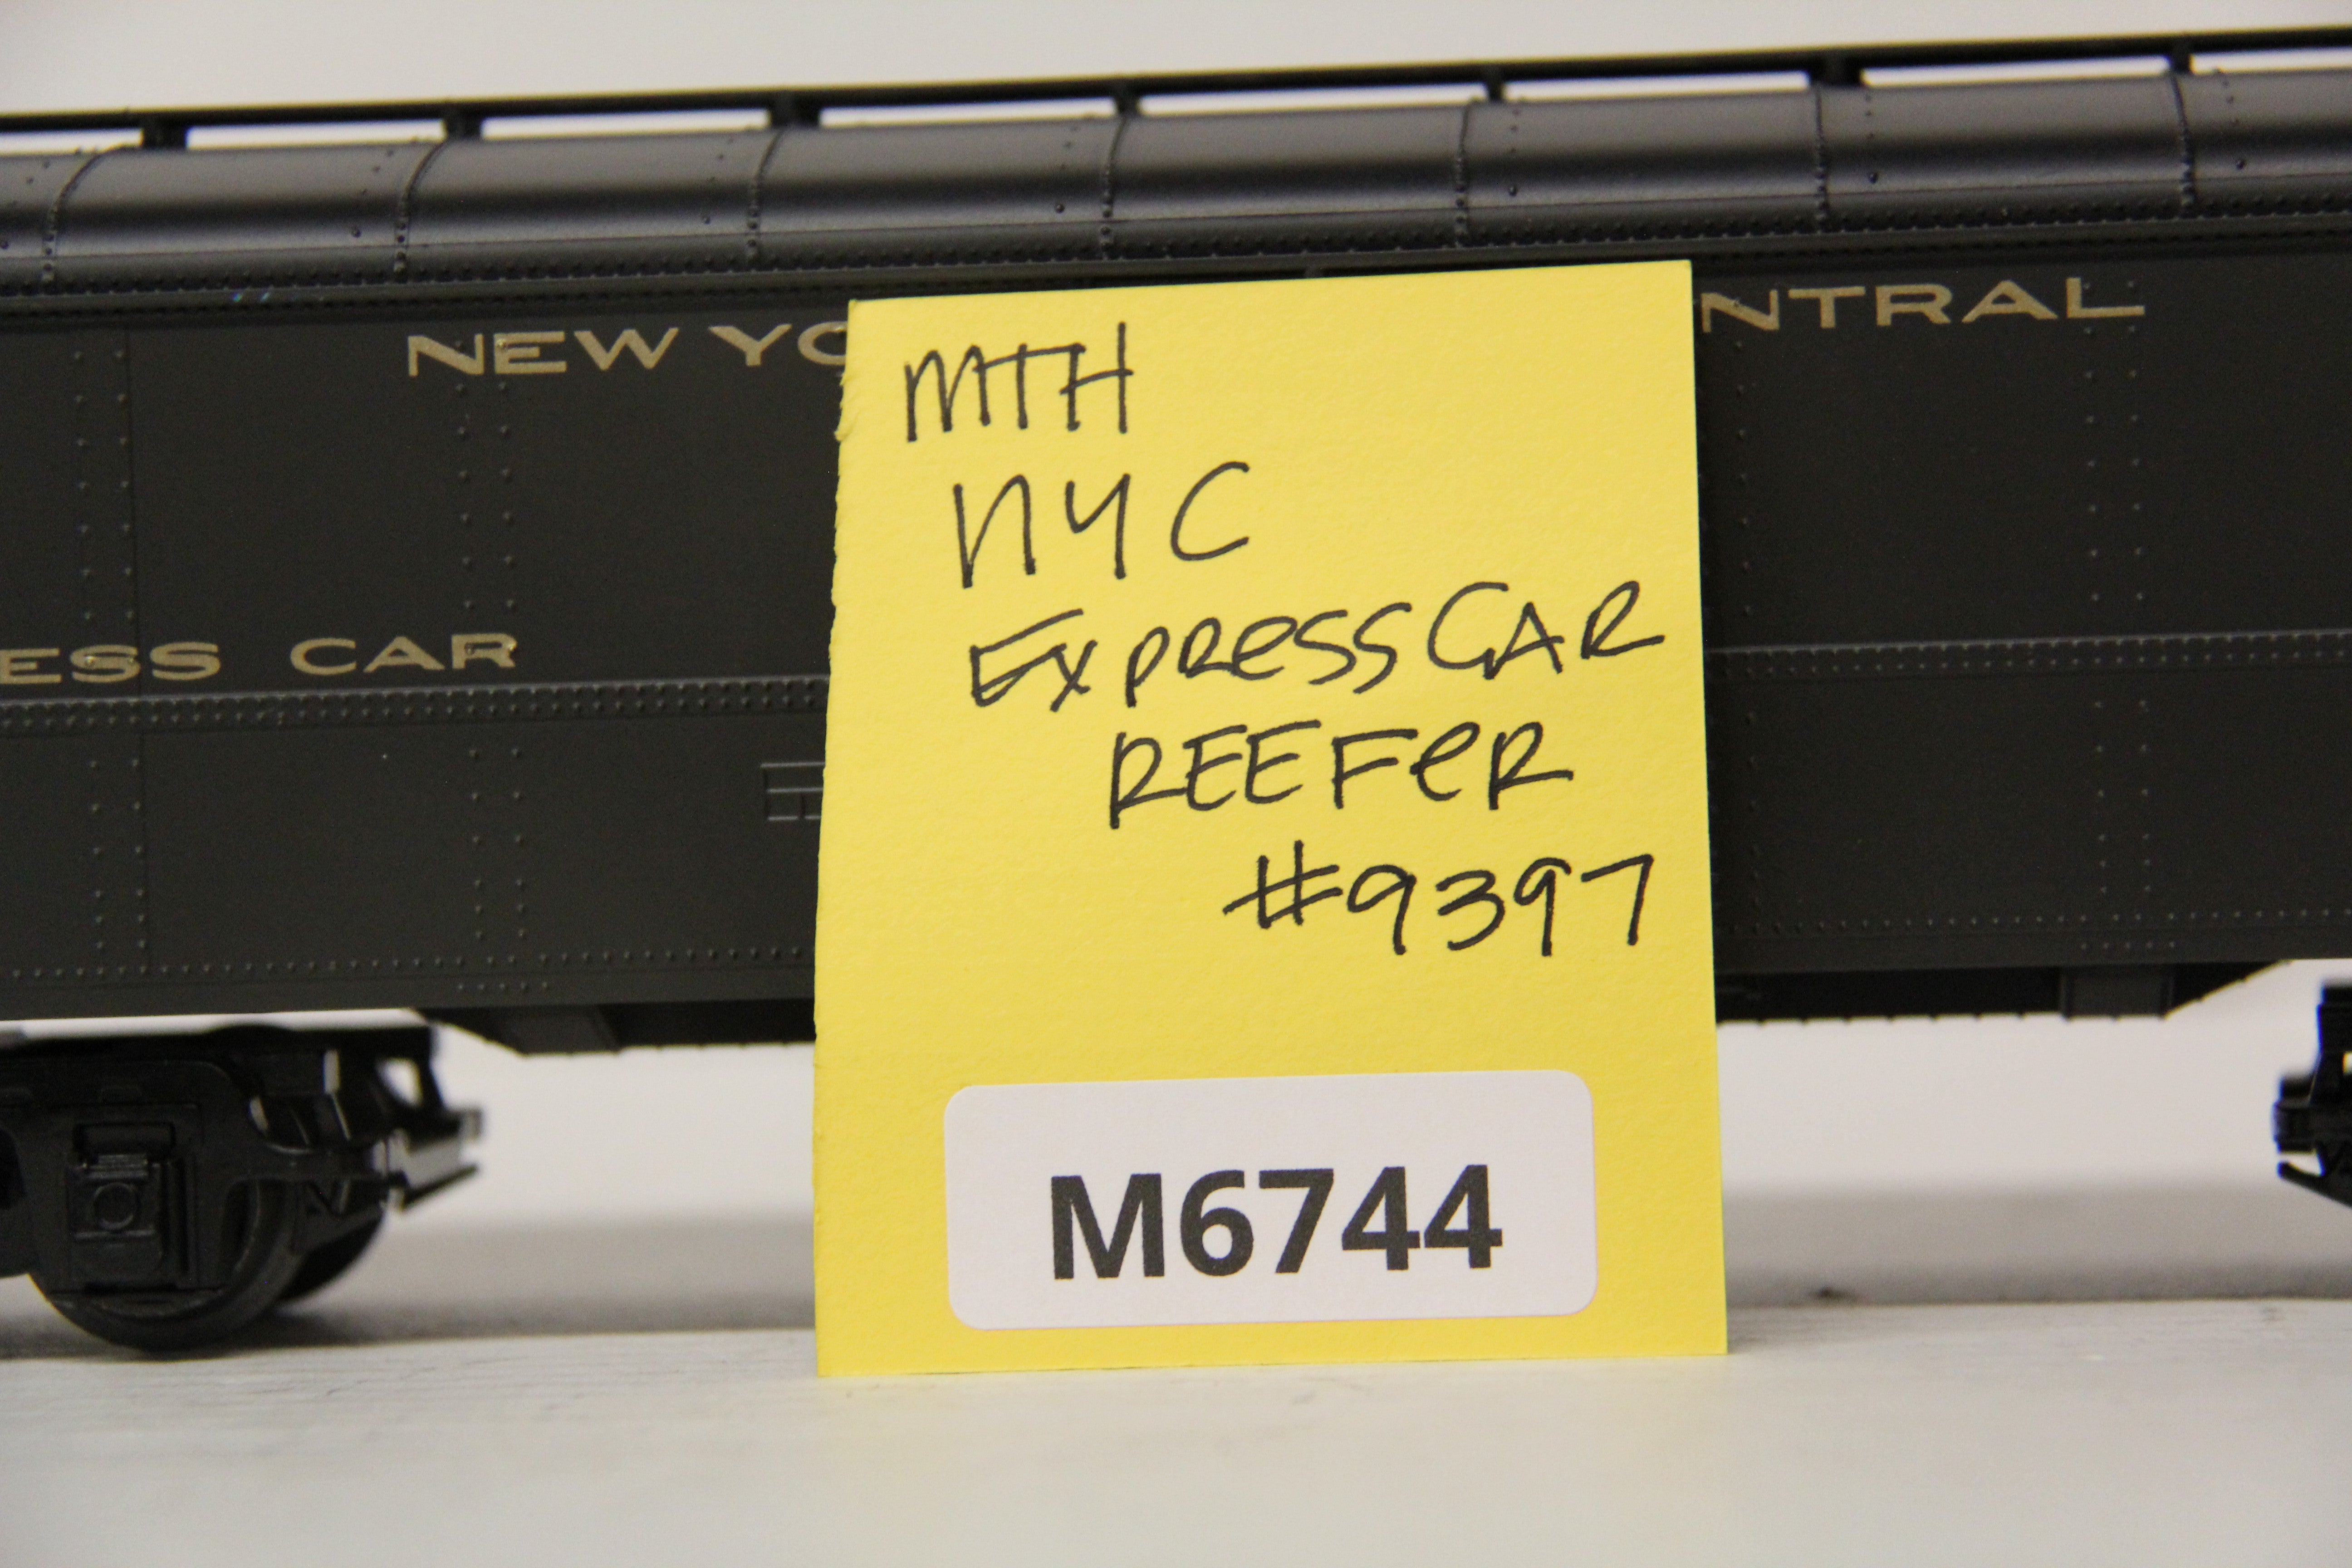 NEW YO
NTRAL
ESS CAR
MTH
NYC
Express CAR
REEFeR
#9397
M6744